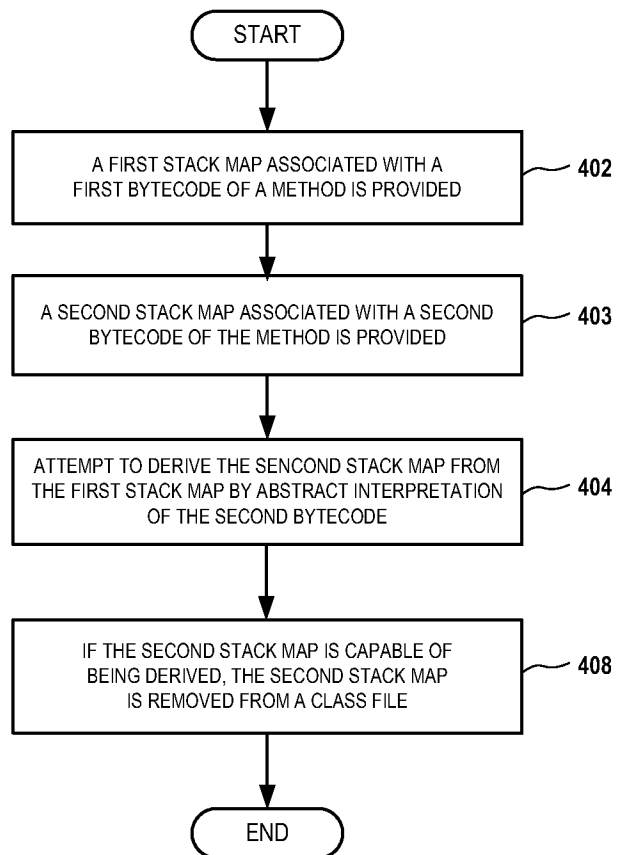 START
A FIRST STACK MAP ASSOCIATED WITH A
FIRST BYTECODE OF A METHOD IS PROVIDED
402
A SECOND STACK MAP ASSOCIATED WITH A SECOND
BYTECODE OF THE METHOD IS PROVIDED
403
ATTEMPT TO DERIVE THE SENCOND STACK MAP FROM
THE FIRST STACK MAP BY ABSTRACT INTERPRETATION
OF THE SECOND BYTECODE
404
IF THE SECOND STACK MAP IS CAPABLE OF
BEING DERIVED, THE SECOND STACK MAP
IS REMOVED FROM A CLASS FILE
408
END